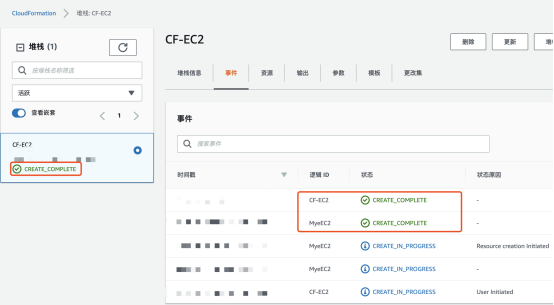 CloudFormation > 堆栈: CF-EC2
堆栈 (1)
按堆栈名称筛选
活跃
查看嵌套
1
CF-EC2
CREATE_COMPLETE
CF-EC2
删除
更新
堆栈信息 事件 资源 输出 参数 模板 更改集
事件
搜索事件
时间戳 逻辑 ID 状态 状态原因
CF-EC2 CREATE_COMPLETE -
MyeEC2 CREATE_COMPLETE -
MyeEC2 CREATE_IN_PROGRESS Resource creation Initiated
MyeEC2 CREATE_IN_PROGRESS -
CF-EC2 CREATE_IN_PROGRESS User Initiated